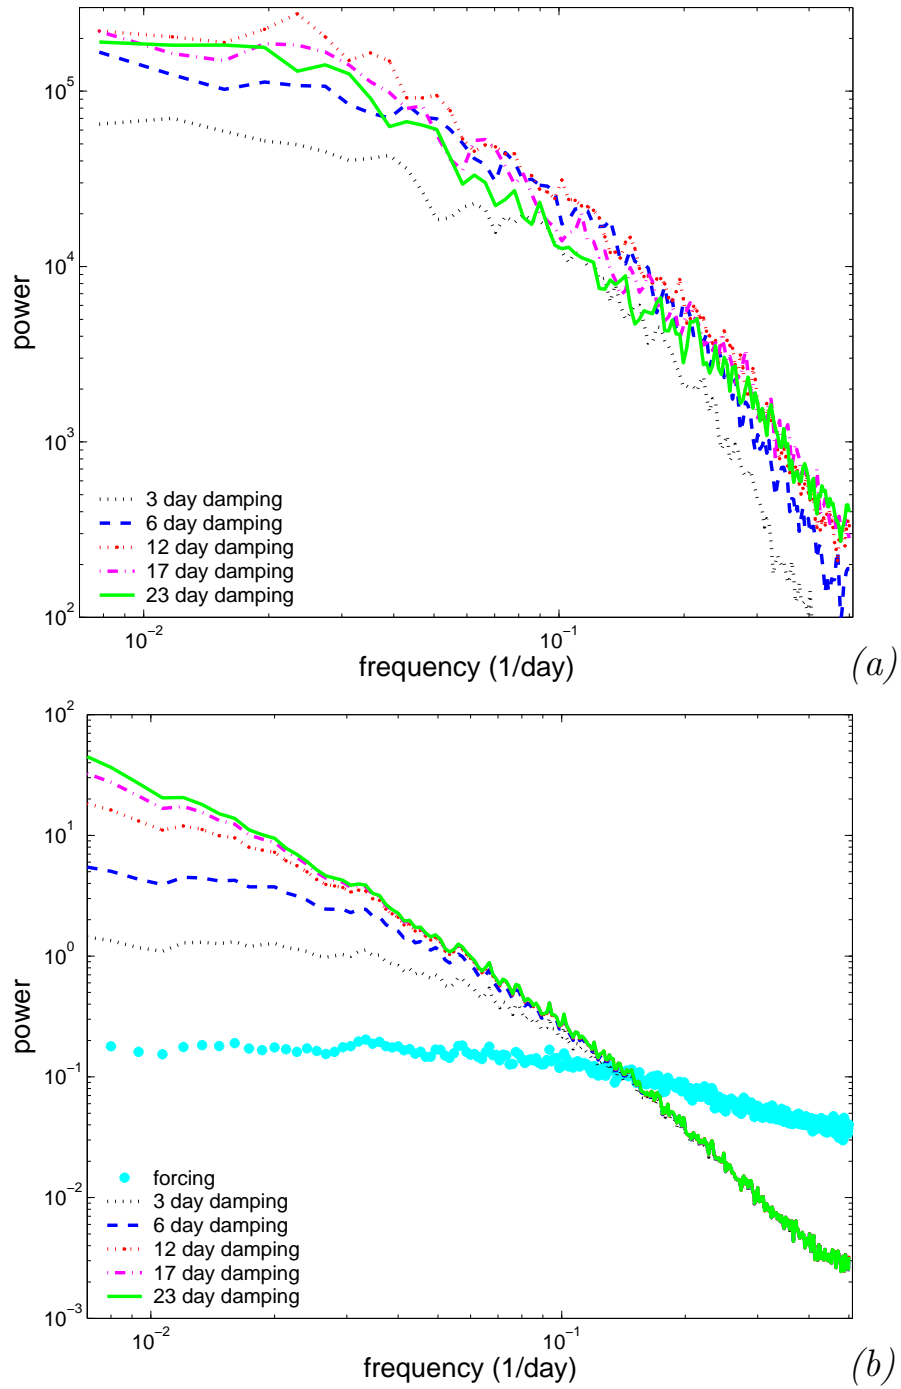 10^5
10^4
10^3
10^2
power
3 day damping
6 day damping
12 day damping
17 day damping
23 day damping
10^−2
10^−1
frequency (1/day)
(a)
10^2
10^1
10^0
10^−1
10^−2
10^−3
power
forcing
3 day damping
6 day damping
12 day damping
17 day damping
23 day damping
10^−2
10^−1
frequency (1/day)
(b)